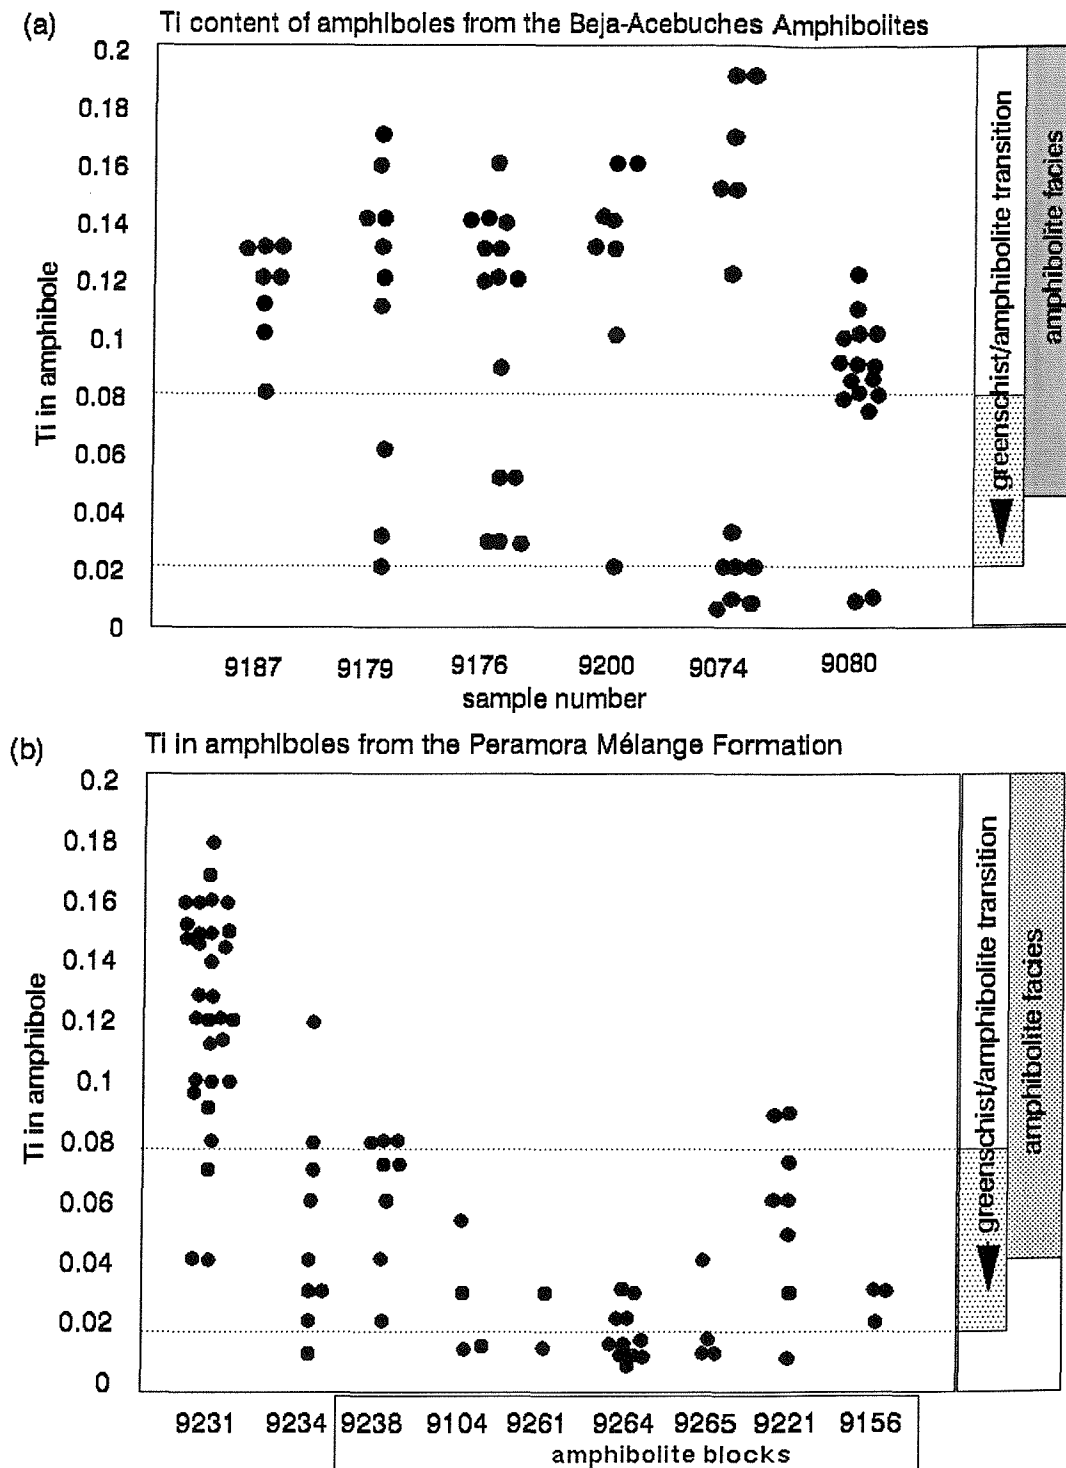 (a) Ti content of amphiboles from the Beja-Acebuches Amphibolites
0.2
0.18
0.16
0.14
0.12
0.1
0.08
0.06
0.04
0.02
0
Ti in amphibole
greenschist/amphibolite transition
amphibolite facies
9187 9179 9176 9200 9074 9080
sample number
(b) Ti in amphiboles from the Peramora Mélange Formation
0.2
0.18
0.16
0.14
0.12
0.1
0.08
0.06
0.04
0.02
0
Ti in amphibole
greenschist/amphibolite transition
amphibolite facies
9231 9234 9238 9104 9261 9264 9265 9221 9156
amphibolite blocks